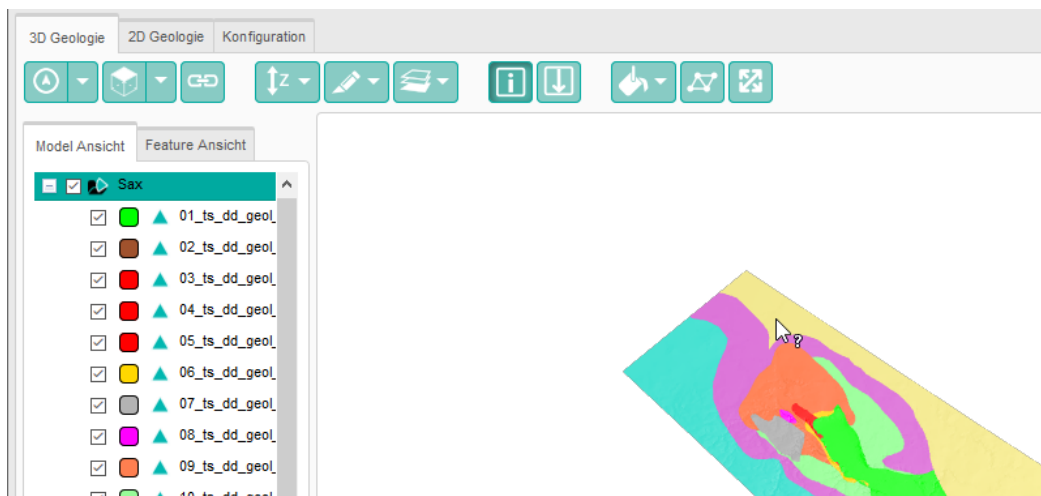 3D Geologie 2D Geologie Konfiguration
Z
Model Ansicht Feature Ansicht
Sax
01_ts_dd_geol_
02_ts_dd_geol_
03_ts_dd_geol_
04_ts_dd_geol_
05_ts_dd_geol_
06_ts_dd_geol_
07_ts_dd_geol_
08_ts_dd_geol_
09_ts_dd_geol_